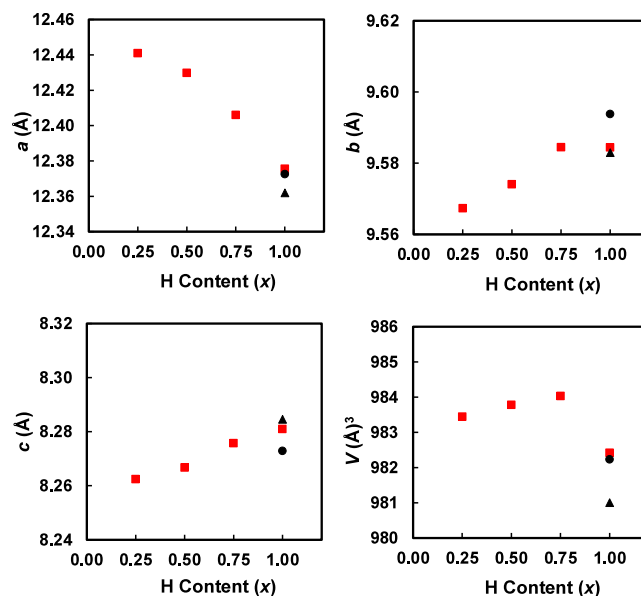 12.46
12.44
12.42
12.40
12.38
12.36
12.34
a (Å)
0.00 0.25 0.50 0.75 1.00
H Content (x)
9.62
9.60
9.58
9.56
b (Å)
0.00 0.25 0.50 0.75 1.00
H Content (x)
8.32
8.30
8.28
8.26
8.24
c (Å)
0.00 0.25 0.50 0.75 1.00
H Content (x)
986
985
984
983
982
981
980
V (Å)³
0.00 0.25 0.50 0.75 1.00
H Content (x)